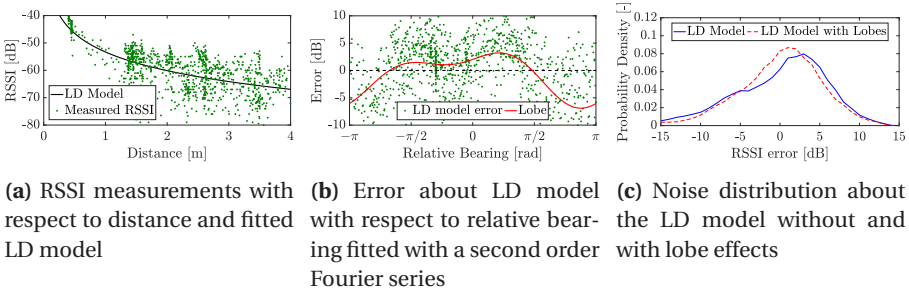 -40
-50
-60
-70
-80
RSSI [dB]
LD Model
Measured RSSI
0 1 2 3 4
Distance [m]
10
5
0
-5
-10
Error [dB]
LD model error Lobe
−π −π/2 0 π/2 π
Relative Bearing [rad]
0.12
0.1
0.08
0.06
0.04
0.02
0
Probability Density [-]
LD Model LD Model with Lobes
-15 -10 -5 0 5 10 15
RSSI error [dB]
(a) RSSI measurements with
respect to distance and fitted
LD model
(b) Error about LD model
with respect to relative bear-
ing fitted with a second order
Fourier series
(c) Noise distribution about
the LD model without and
with lobe effects